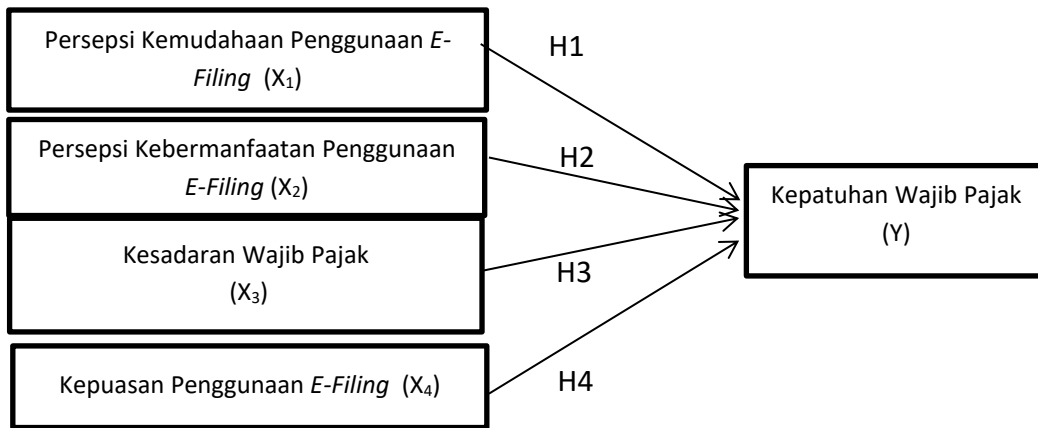 Persepsi Kemudahaan Penggunaan E-
Filing (X₁)
H1
Persepsi Kebermanfaatan Penggunaan
E-Filing (X₂)
H2
Kesadaran Wajib Pajak
(X₃)
H3
Kepuasan Penggunaan E-Filing (X₄)
H4
Kepatuhan Wajib Pajak
(Y)